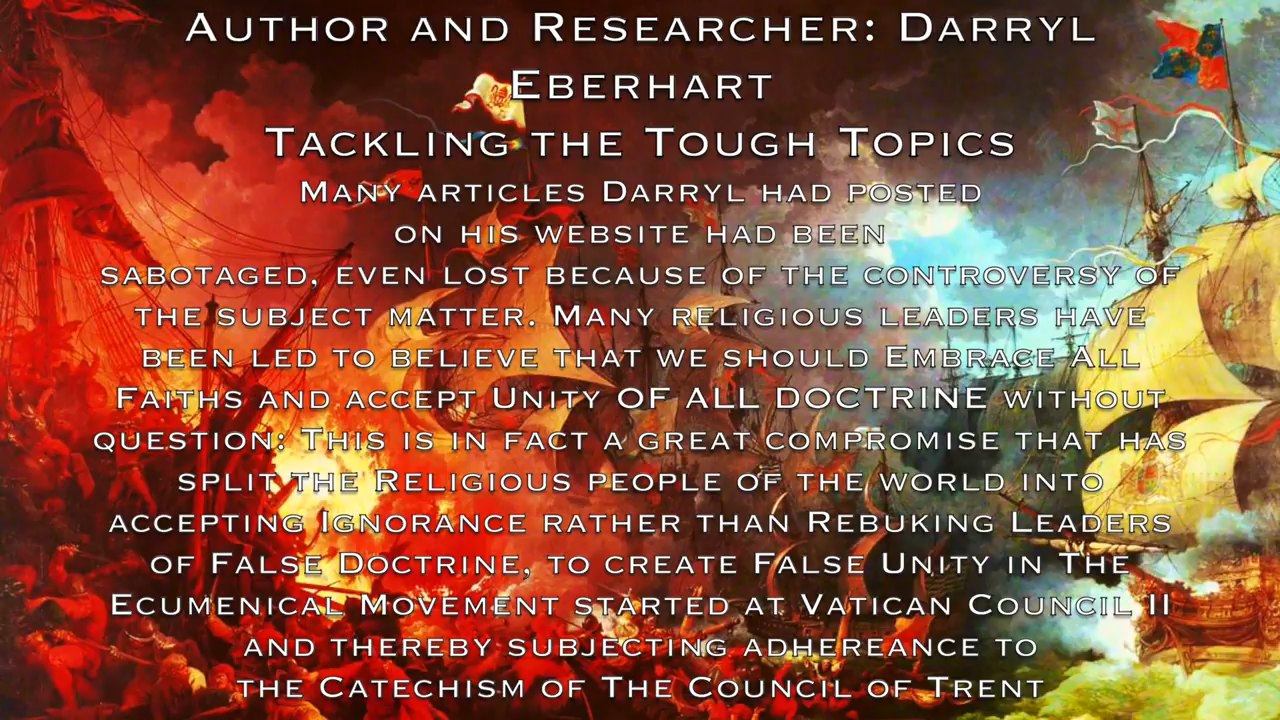 Author and Researcher: Darryl
Eberhart
Tackling the Tough Topics
Many articles Darryl had posted
on his website had been
sabotaged, even lost because of the controversy of
the subject matter. Many religious leaders have
been led to believe that we should Embrace All
Faiths and accept Unity OF ALL DOCTRINE without
question: This is in fact a great compromise that has
split the Religious people of the world into
accepting Ignorance rather than Rebuking Leaders
of False Doctrine, to create False Unity in The
Ecumenical Movement started at Vatican Council II
and thereby subjecting adhereance to
the Catechism of The Council of Trent